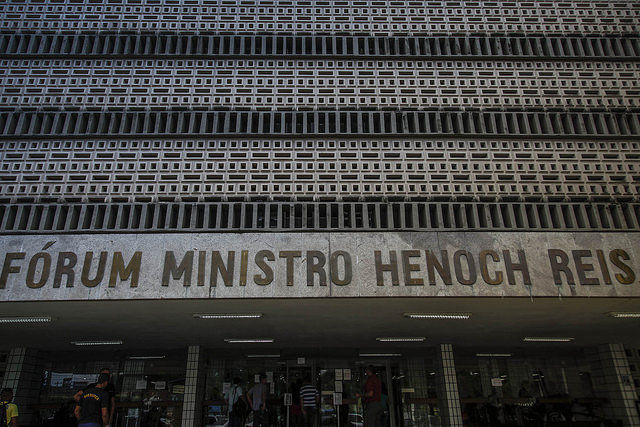 FÓRUM MINISTRO HENOCH REIS